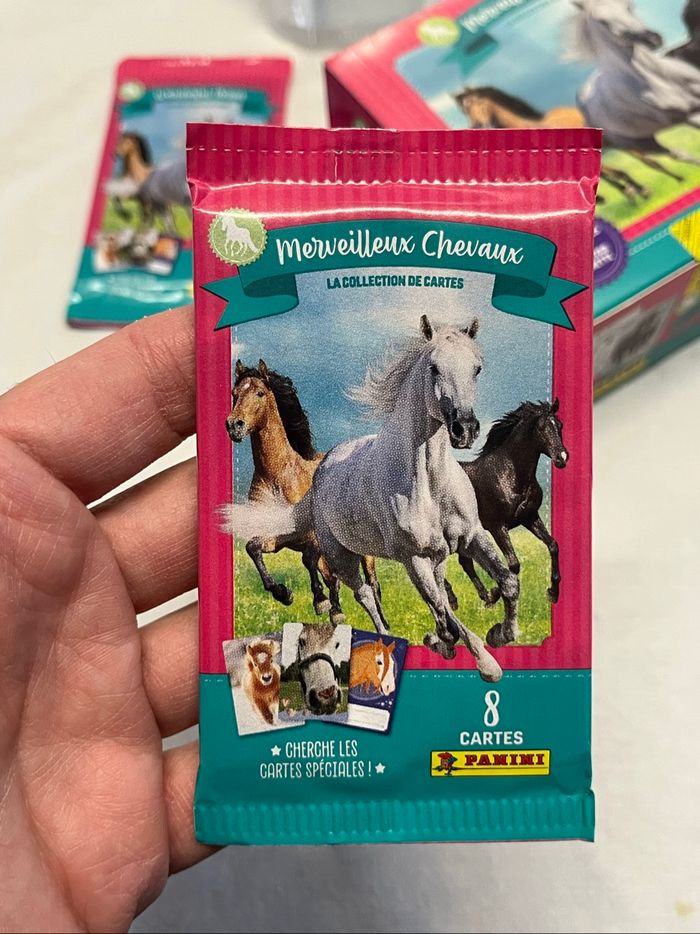 Merveilleux Chevaux
LA COLLECTION DE CARTES
8
CARTES
PANINI
★ CHERCHE LES
CARTES SPÉCIALES ! ★